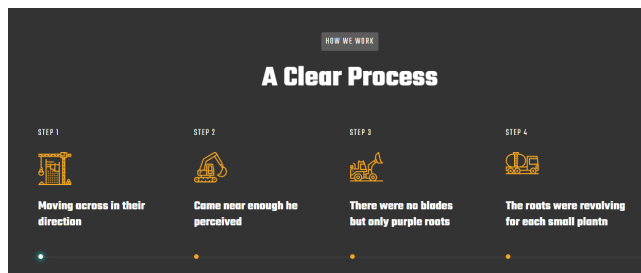 HOW WE WORK
A Clear Process
STEP 1
STEP 2
STEP 3
STEP 4
Moving across in their
direction
Came near enough he
perceived
There were no blades
but only purple roots
The roots were revolving
for each small plantn